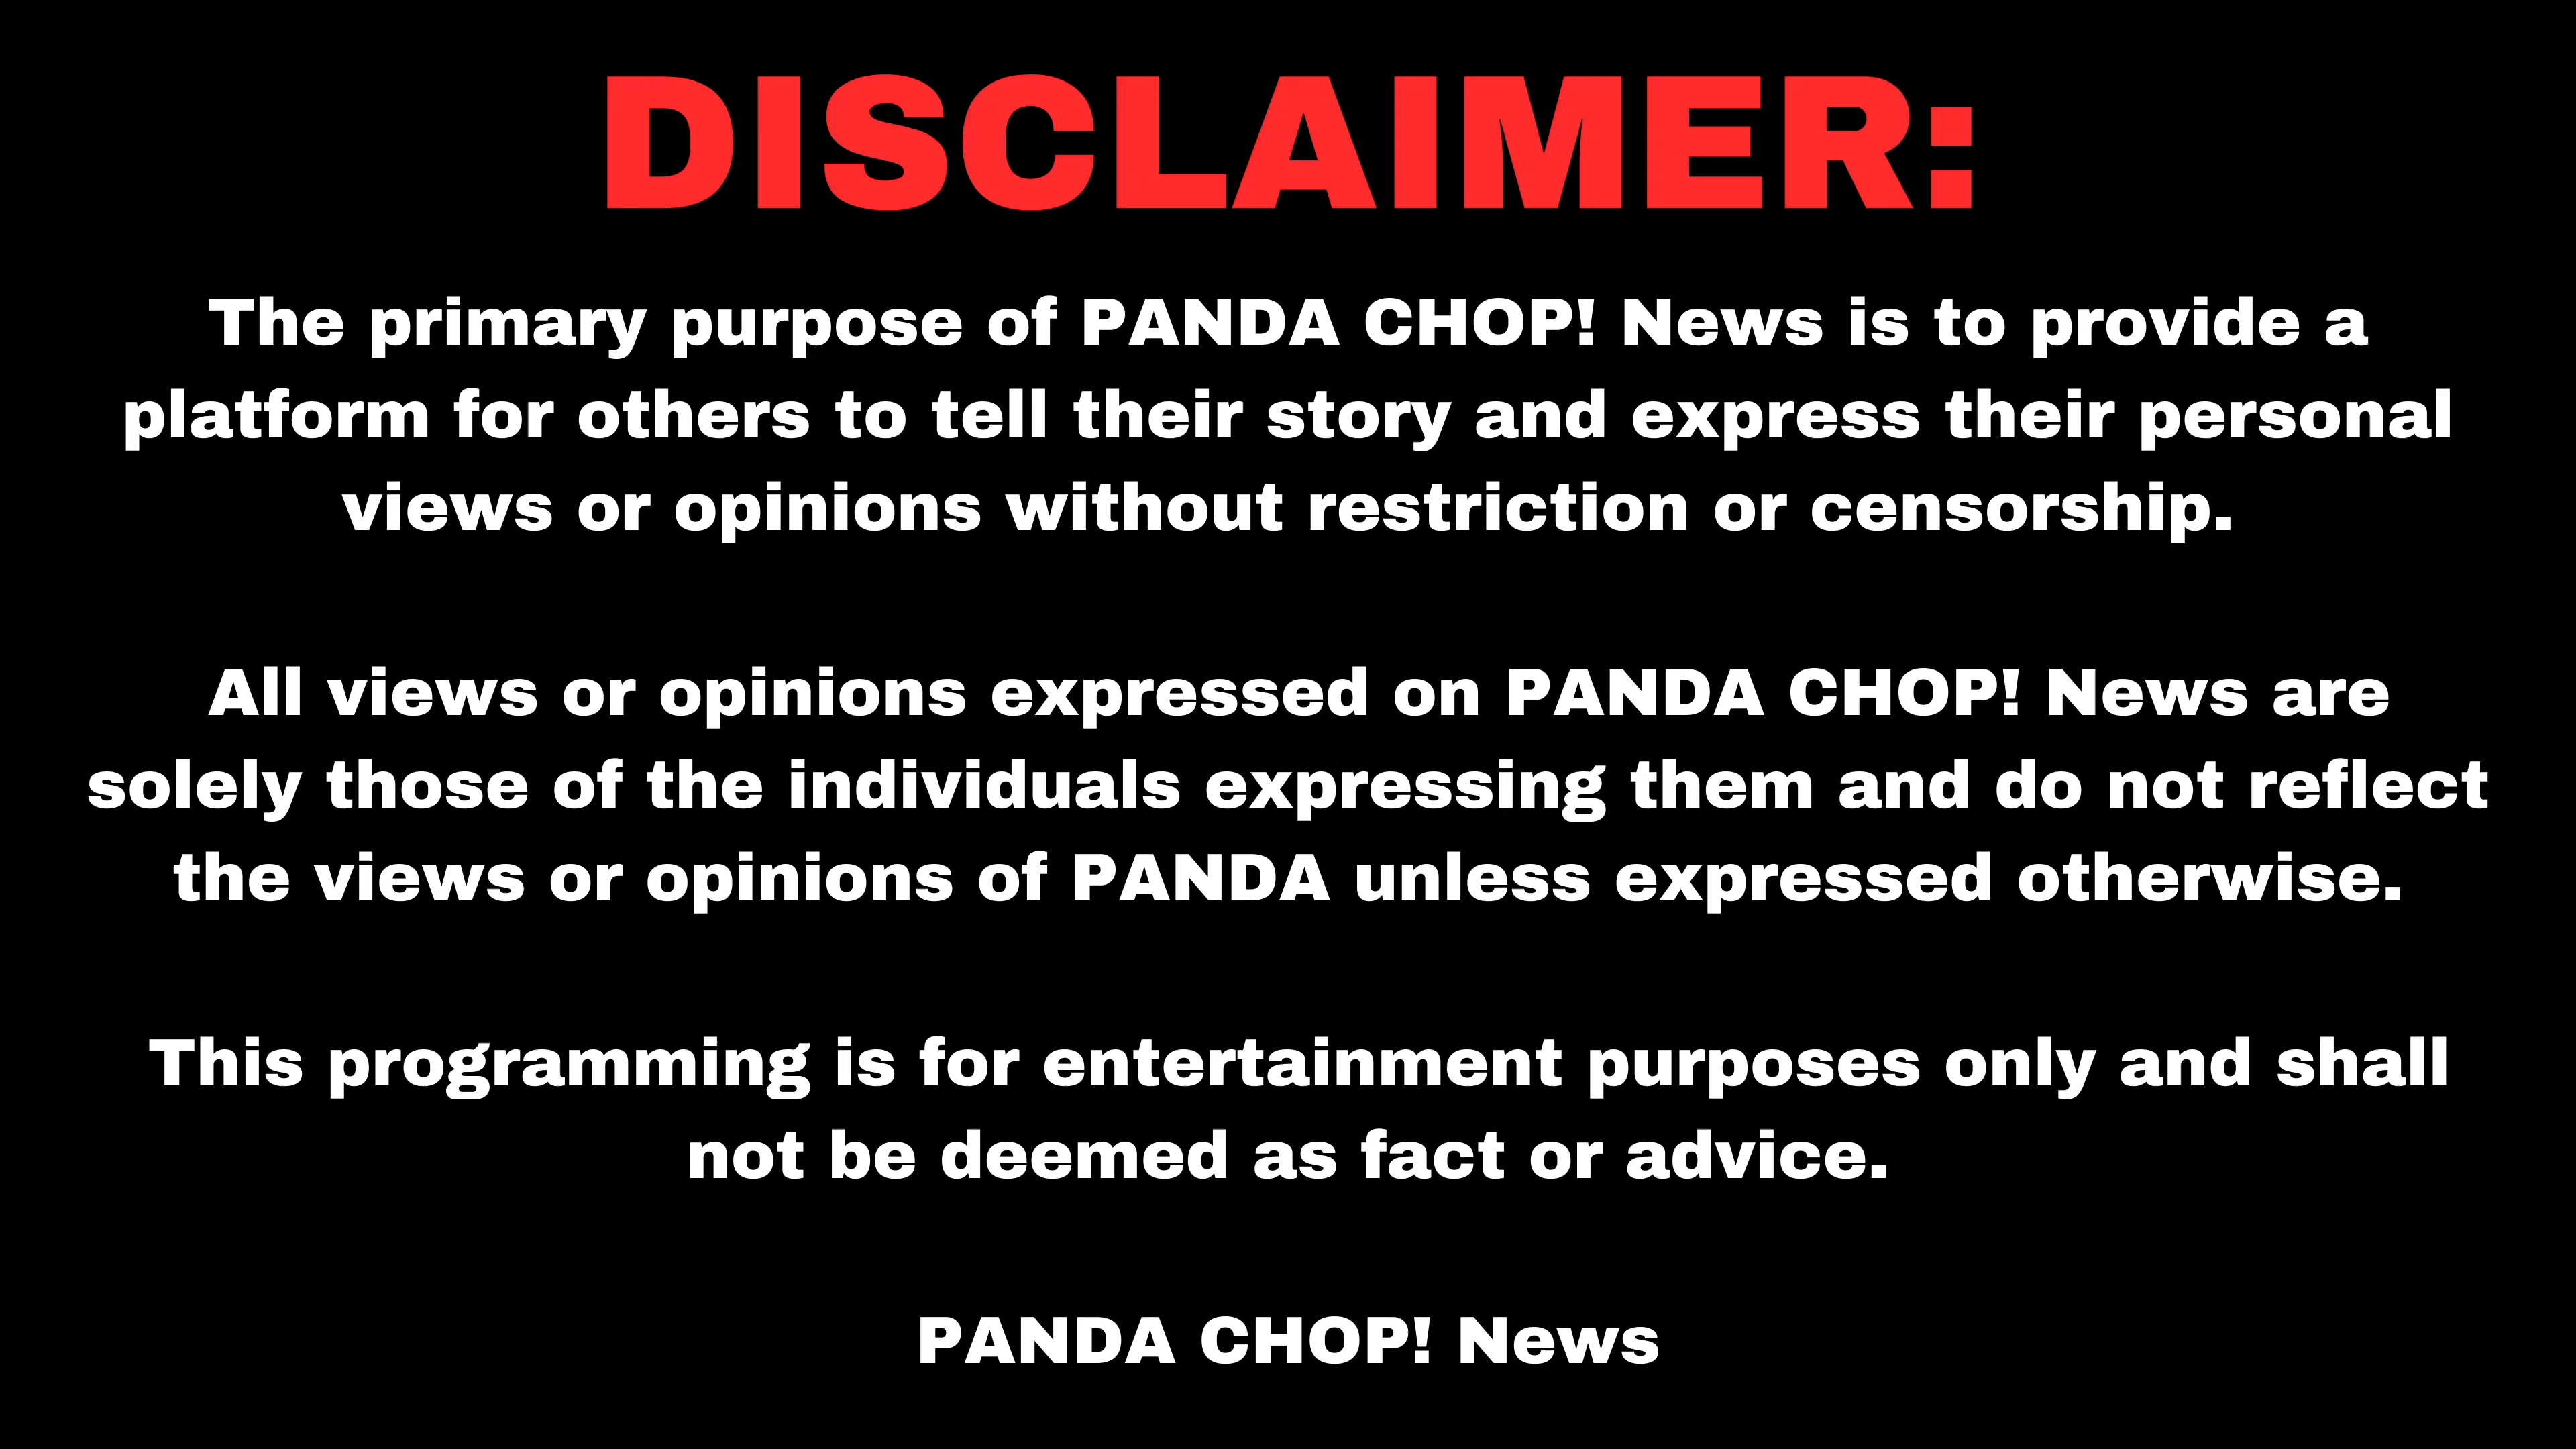 DISCLAIMER:
The primary purpose of PANDA CHOP! News is to provide a
platform for others to tell their story and express their personal
views or opinions without restriction or censorship.
All views or opinions expressed on PANDA CHOP! News are
solely those of the individuals expressing them and do not reflect
the views or opinions of PANDA unless expressed otherwise.
This programming is for entertainment purposes only and shall
not be deemed as fact or advice.
PANDA CHOP! News